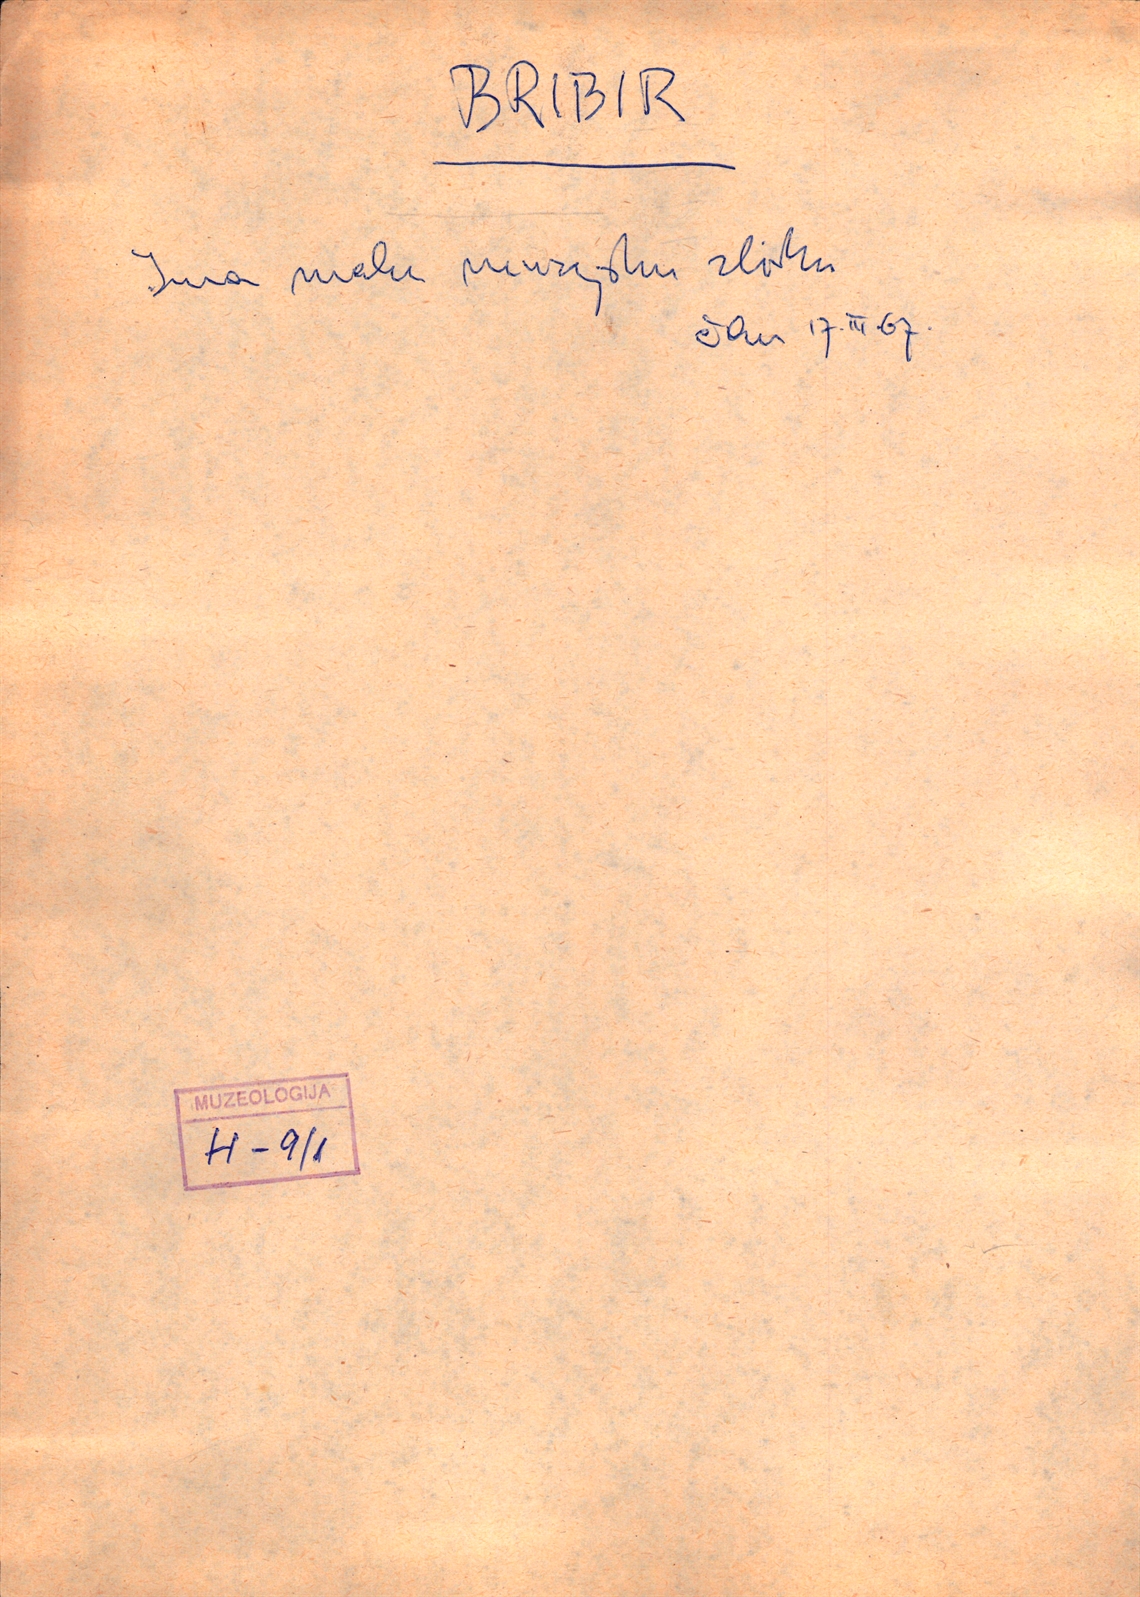 BRIBIR
Ima malu muzejsku zbirku
17.III.67.
MUZEOLOGIJA
H-9/1